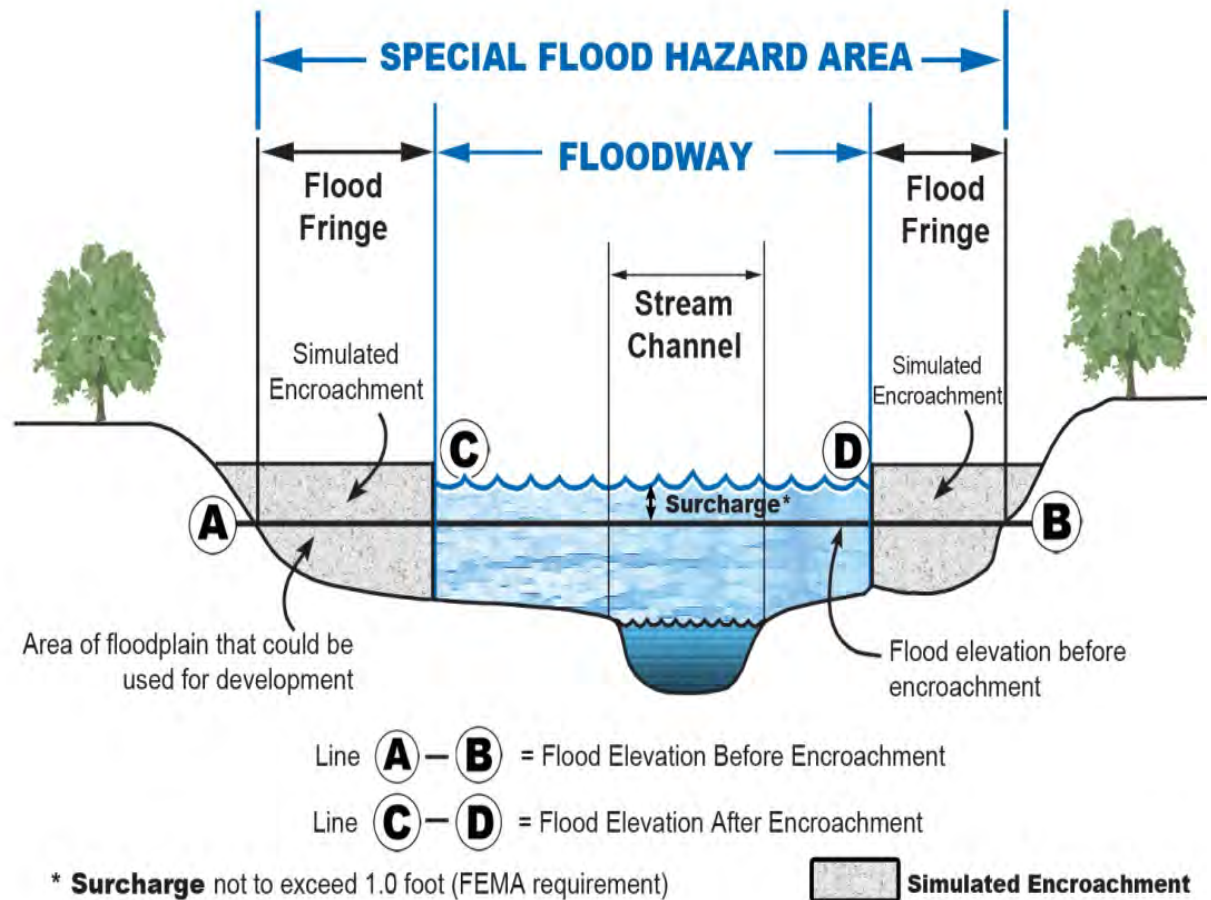 SPECIAL FLOOD HAZARD AREA
FLOODWAY
Flood
Fringe
Flood
Fringe
Stream
Channel
Simulated
Encroachment
Simulated
Encroachment
C
D
Surcharge*
A
B
Area of floodplain that could be
used for development
Flood elevation before
encroachment
Line A – B = Flood Elevation Before Encroachment
Line C – D = Flood Elevation After Encroachment
* Surcharge not to exceed 1.0 foot (FEMA requirement)
Simulated Encroachment